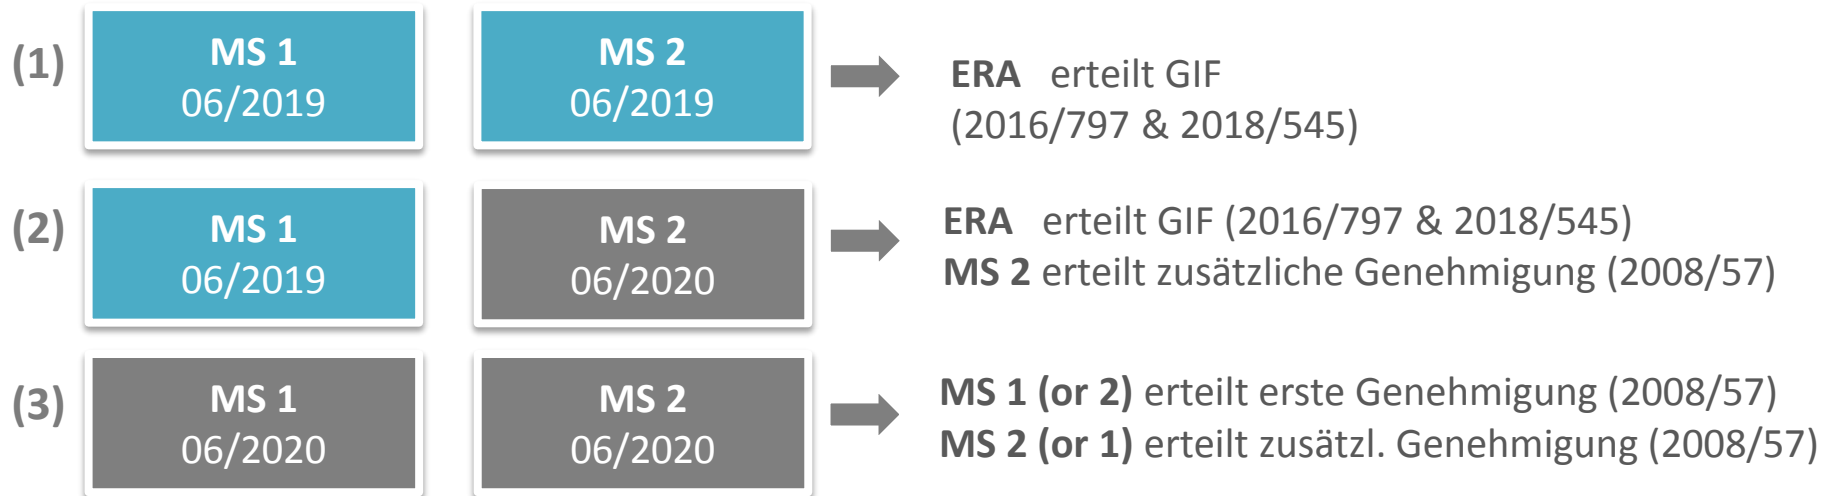 (1)
MS 1
06/2019
MS 2
06/2019
ERA erteilt GIF
(2016/797 & 2018/545)
(2)
MS 1
06/2019
MS 2
06/2020
ERA erteilt GIF (2016/797 & 2018/545)
MS 2 erteilt zusätzliche Genehmigung (2008/57)
(3)
MS 1
06/2020
MS 2
06/2020
MS 1 (or 2) erteilt erste Genehmigung (2008/57)
MS 2 (or 1) erteilt zusätzl. Genehmigung (2008/57)